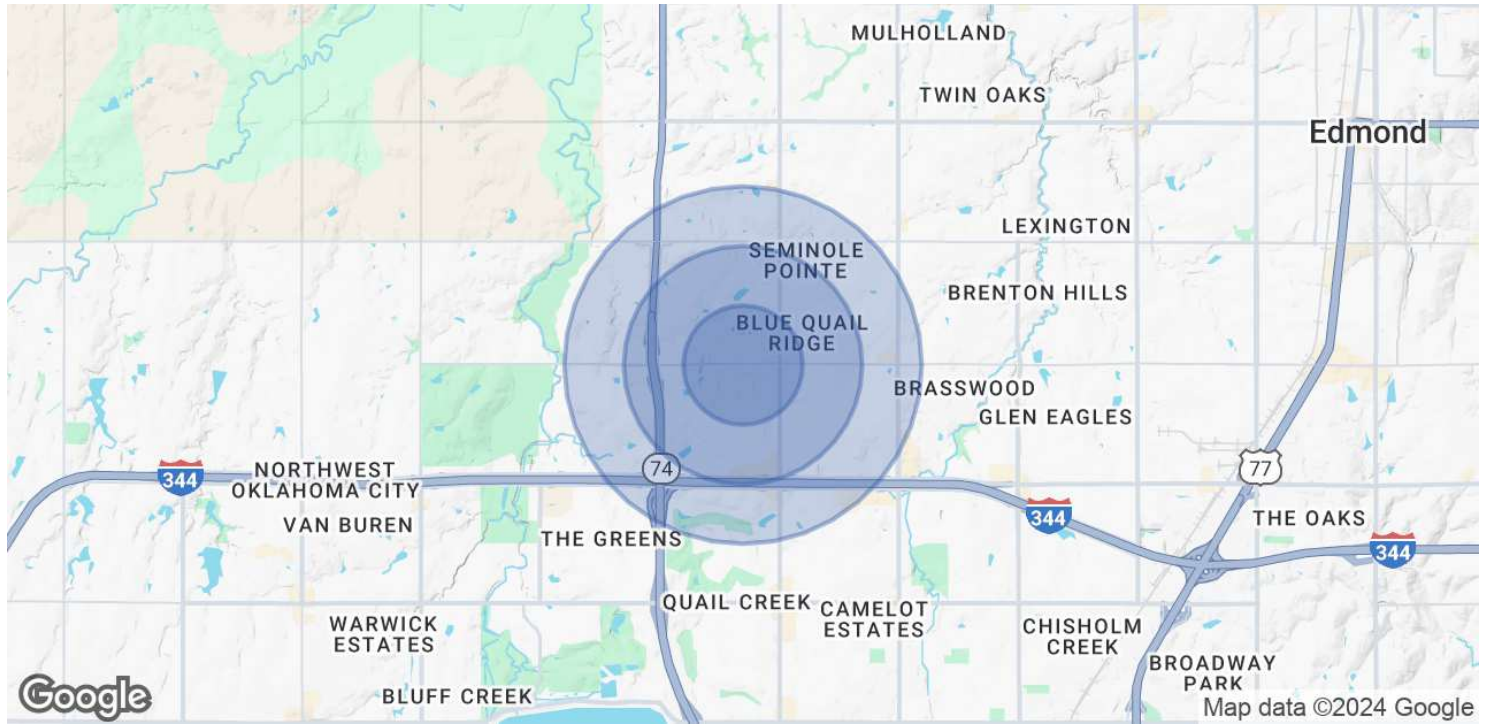 MULHOLLAND
TWIN OAKS
Edmond
LEXINGTON
SEMINOLE
POINTE
BRENTON HILLS
BLUE QUAIL
RIDGE
BRASSWOOD
GLEN EAGLES
74
77
344
NORTHWEST
OKLAHOMA CITY
VAN BUREN
344
THE OAKS
THE GREENS
344
QUAIL CREEK
CAMELOT
ESTATES
WARWICK
ESTATES
CHISHOLM
CREEK
BROADWAY
PARK
BLUFF CREEK
Google
Map data ©2024 Google